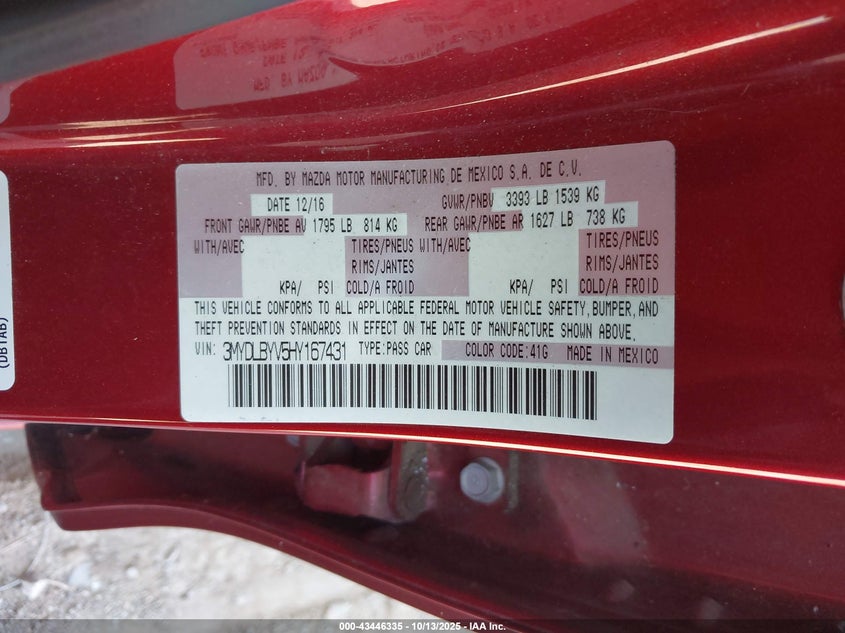 MFD. BY MAZDA MOTOR MANUFACTURING DE MEXICO S.A. DE C.V.
DATE 12/16 GVWR/PNBV 3393 LB 1539 KG
FRONT GAWR/PNBE AV 1795 LB 814 KG REAR GAWR/PNBE AR 1627 LB 738 KG
WITH/AVEC TIRES/PNEUS WITH/AVEC TIRES/PNEUS
RIMS/JANTES RIMS/JANTES
KPA/ PSI COLD/A FROID KPA/ PSI COLD/A FROID
THIS VEHICLE CONFORMS TO ALL APPLICABLE FEDERAL MOTOR VEHICLE SAFETY, BUMPER, AND
THEFT PREVENTION STANDARDS IN EFFECT ON THE DATE OF MANUFACTURE SHOWN ABOVE.
VIN: 3MYDLBYV5HY167431 TYPE:PASS CAR COLOR CODE:41G MADE IN MEXICO
(DB1AB)
000-43446335 - 10/13/2025 - IAA Inc.